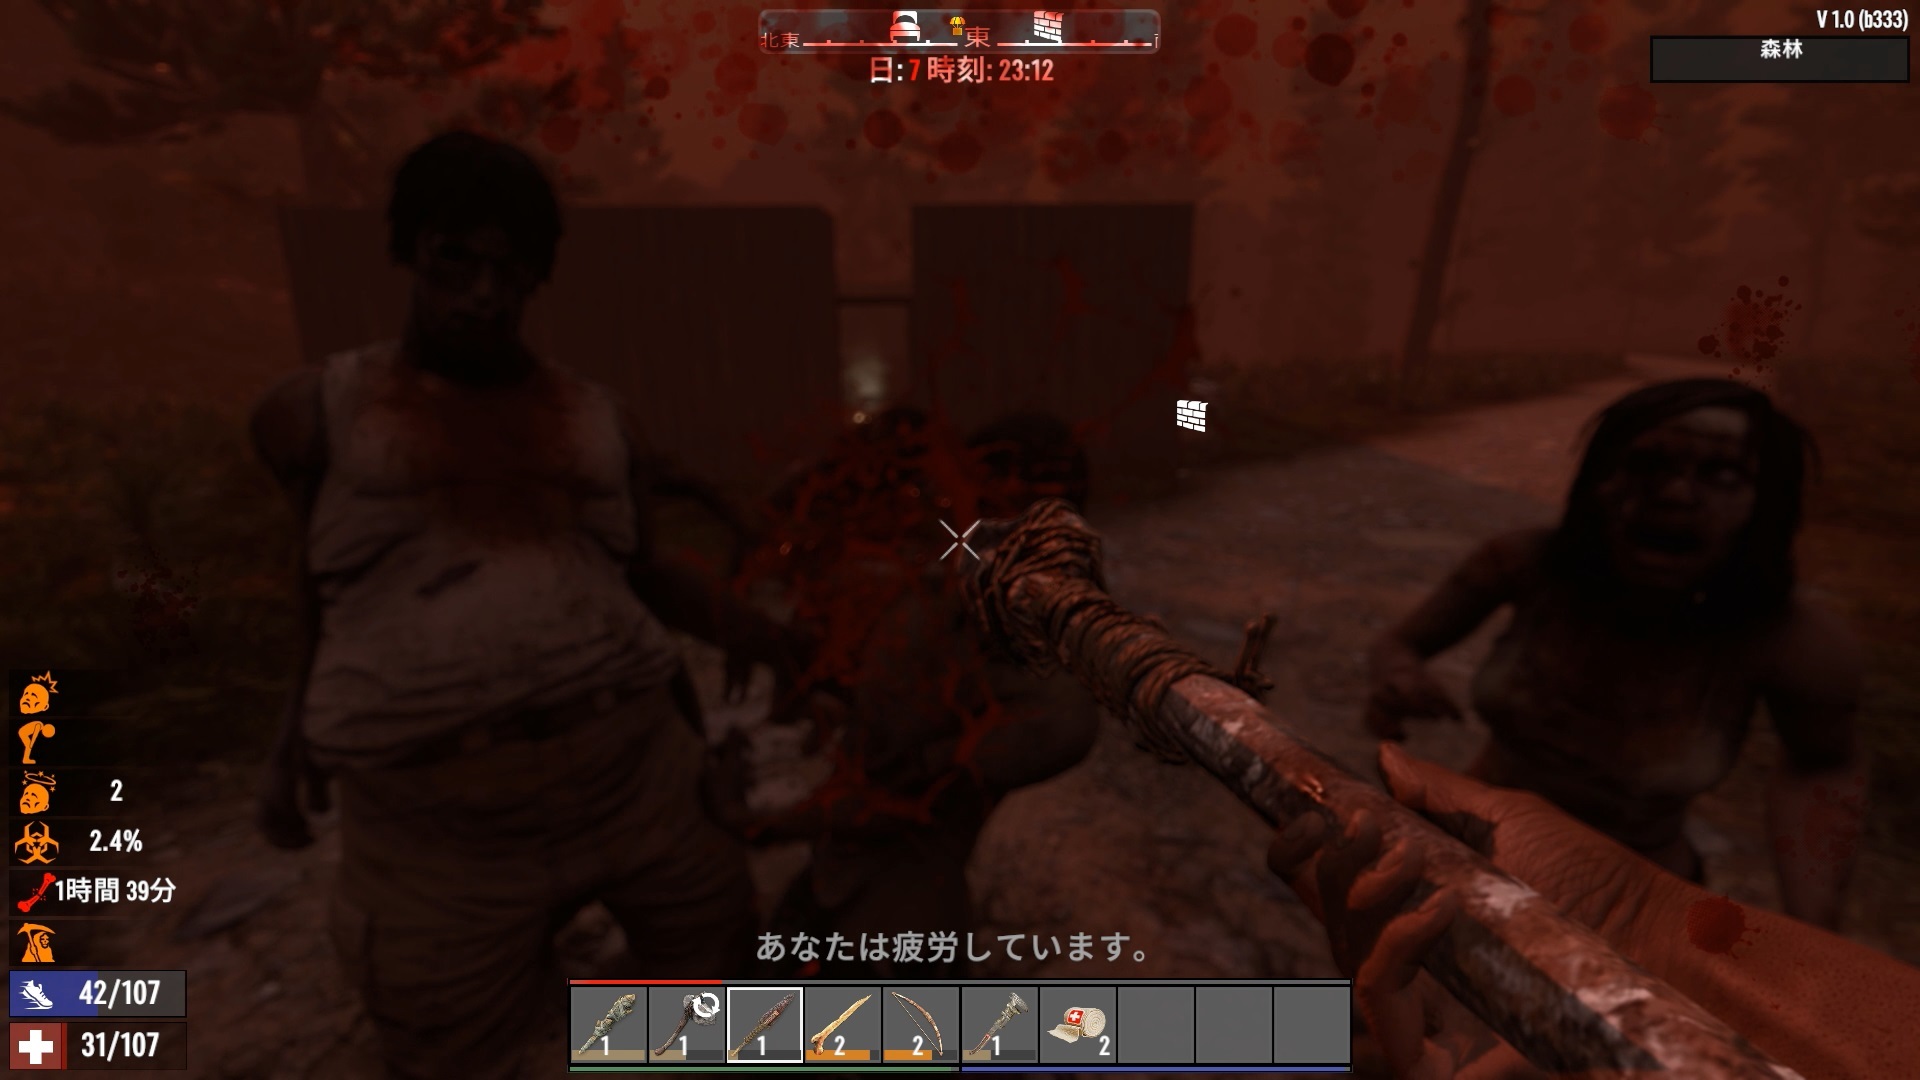 V 1.0 (b333)
北東 東
日: 7 時刻: 23:12
森林
2
2.4%
1時間 39分
あなたは疲労しています。
42/107
31/107
1 1 1 2 2 1 2